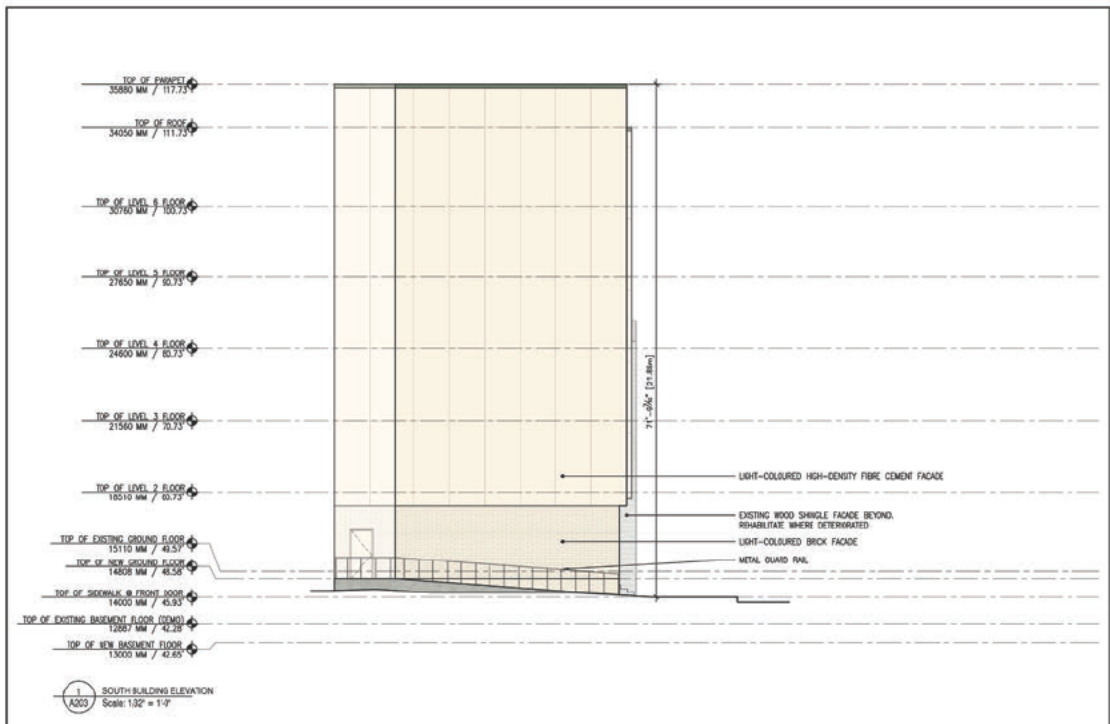 TOP OF PARAPET
35880 MM / 117.73'
TOP OF ROOF
34050 MM / 111.73'
TOP OF LEVEL 6 FLOOR
30760 MM / 100.73'
TOP OF LEVEL 5 FLOOR
27650 MM / 90.73'
TOP OF LEVEL 4 FLOOR
24600 MM / 80.73'
TOP OF LEVEL 3 FLOOR
21560 MM / 70.73'
TOP OF LEVEL 2 FLOOR
18510 MM / 60.73'
TOP OF EXISTING GROUND FLOOR
15110 MM / 49.57'
TOP OF NEW GROUND FLOOR
14808 MM / 48.58'
TOP OF SIDEWALK @ FRONT DOOR
14000 MM / 45.93'
TOP OF EXISTING BASEMENT FLOOR (DEMO)
12887 MM / 42.28'
TOP OF NEW BASEMENT FLOOR
13000 MM / 42.65'
[21.88m]
LIGHT-COLOURED HIGH-DENSITY FIBRE CEMENT FACADE
EXISTING WOOD SHINGLE FACADE BEYOND.
REHABILITATE WHERE DETERIORATED
LIGHT-COLOURED BRICK FACADE
METAL GUARD RAIL
1
A203
SOUTH BUILDING ELEVATION
Scale: 1/32" = 1'-0"